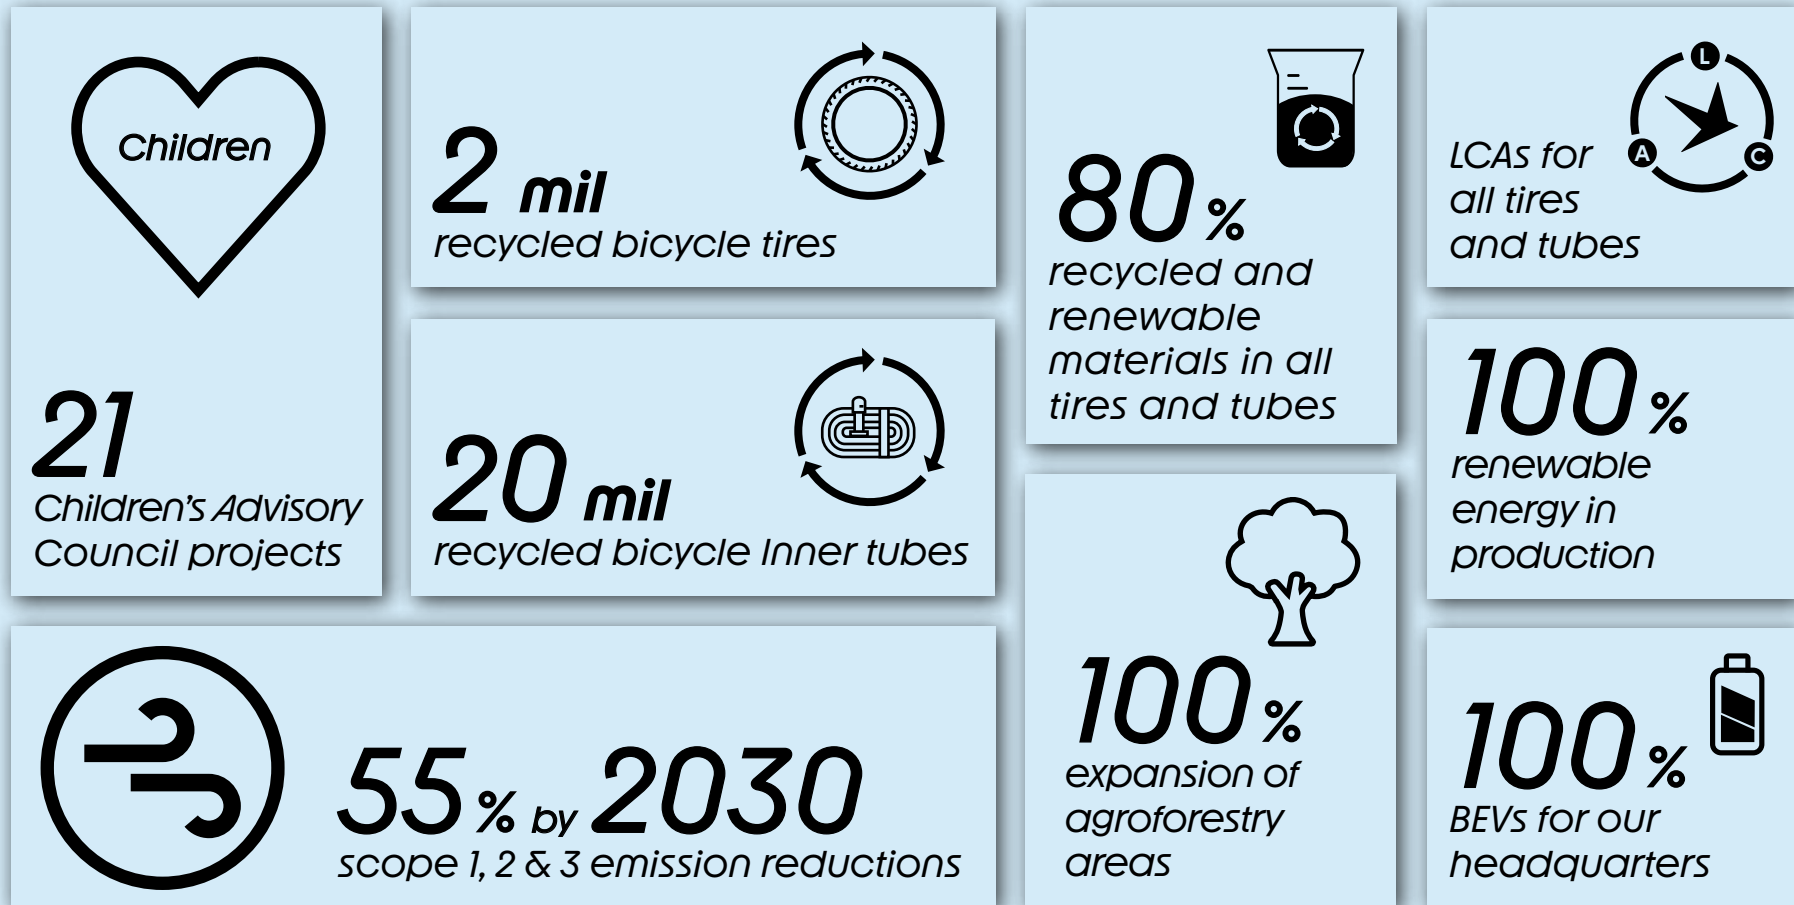 Children
21
Children's Advisory
Council projects
2 mil
recycled bicycle tires
20 mil
recycled bicycle Inner tubes
55% by 2030
scope 1, 2 & 3 emission reductions
80%
recycled and
renewable
materials in all
tires and tubes
100%
expansion of
agroforestry
areas
L
A
C
LCAs for
all tires
and tubes
100%
renewable
energy in
production
100%
BEVs for our
headquarters